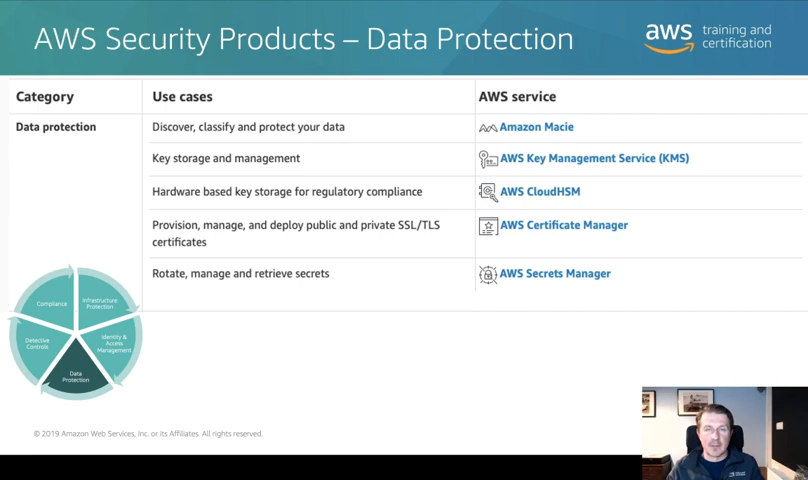 AWS Security Products – Data Protection
aws training and certification
Category Use cases AWS service
Data protection Discover, classify and protect your data Amazon Macie
Key storage and management AWS Key Management Service (KMS)
Hardware based key storage for regulatory compliance AWS CloudHSM
Provision, manage, and deploy public and private SSL/TLS AWS Certificate Manager
certificates
Rotate, manage and retrieve secrets AWS Secrets Manager
Compliance
Infrastructure
Protection
Detective
Controls
Identity &
Access
Management
Data
Protection
© 2019 Amazon Web Services, Inc. or its Affiliates. All rights reserved.